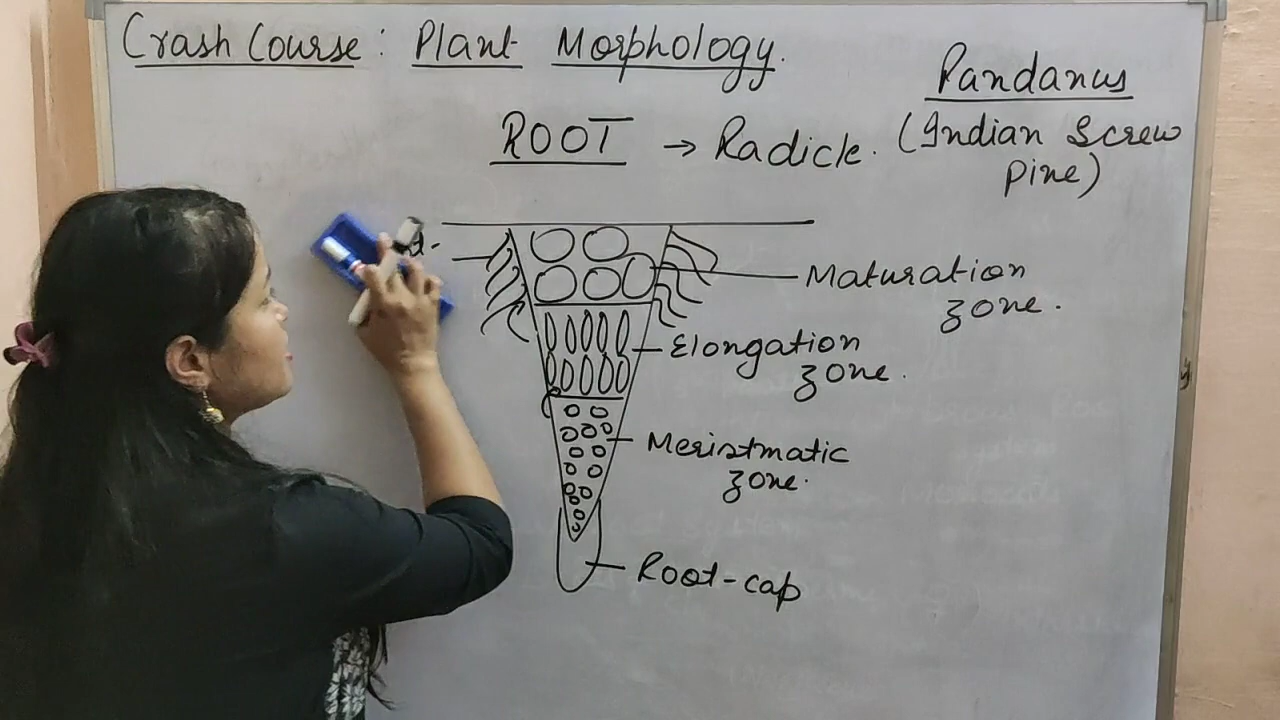 Crash Course : Plant Morphology.
Pandanus
(Indian Screw
Pine)
ROOT → Radicle.
Maturation
zone.
Elongation
zone.
Meristmatic
zone.
Root-cap